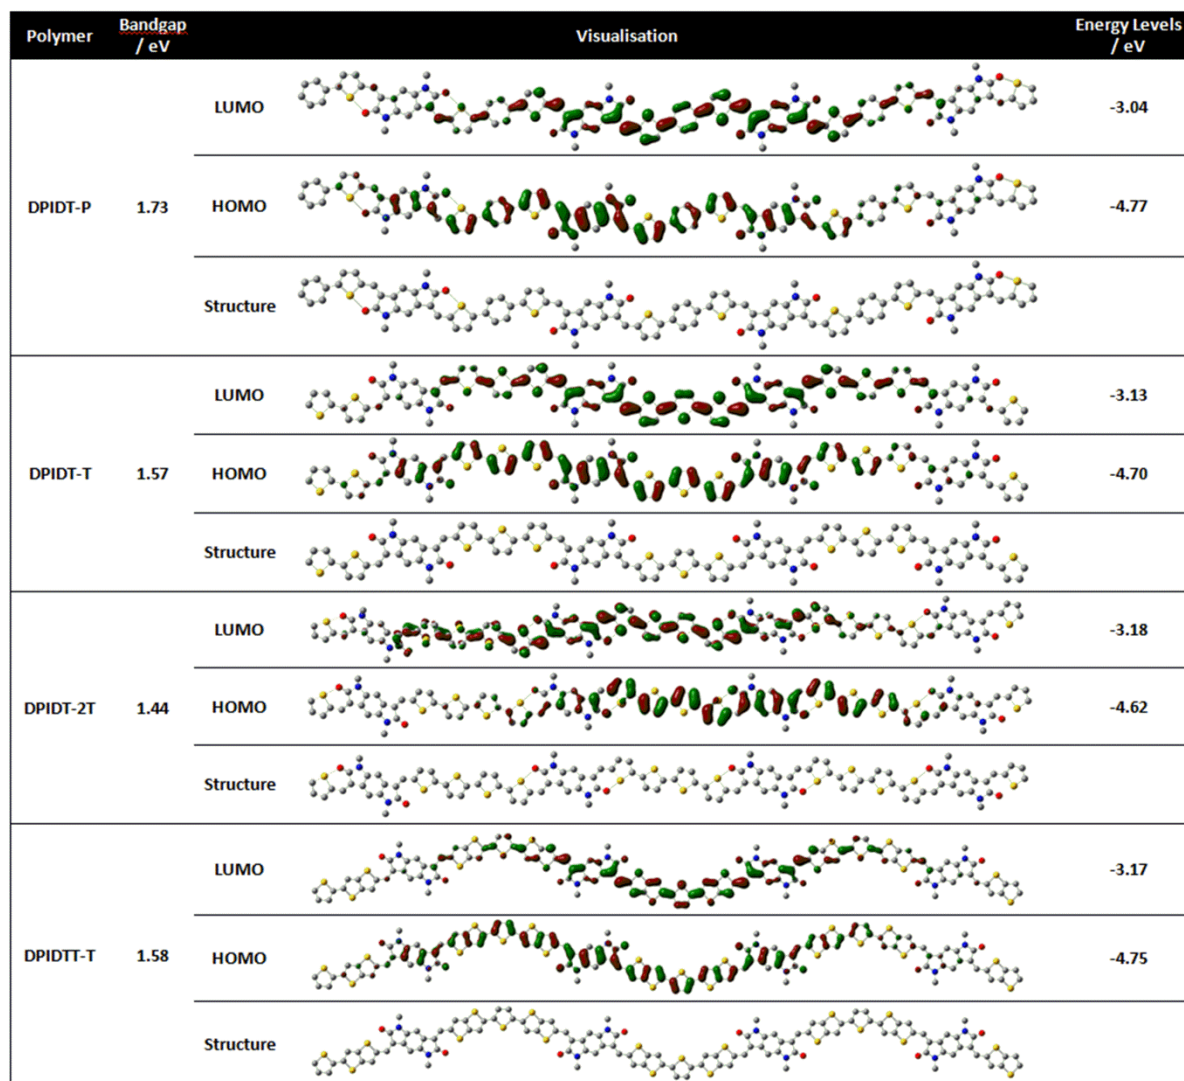 Polymer Bandgap / eV Visualisation Energy Levels / eV
LUMO -3.04
DPIDT-P 1.73 HOMO -4.77
Structure
LUMO -3.13
DPIDT-T 1.57 HOMO -4.70
Structure
LUMO -3.18
DPIDT-2T 1.44 HOMO -4.62
Structure
LUMO -3.17
DPIDTT-T 1.58 HOMO -4.75
Structure